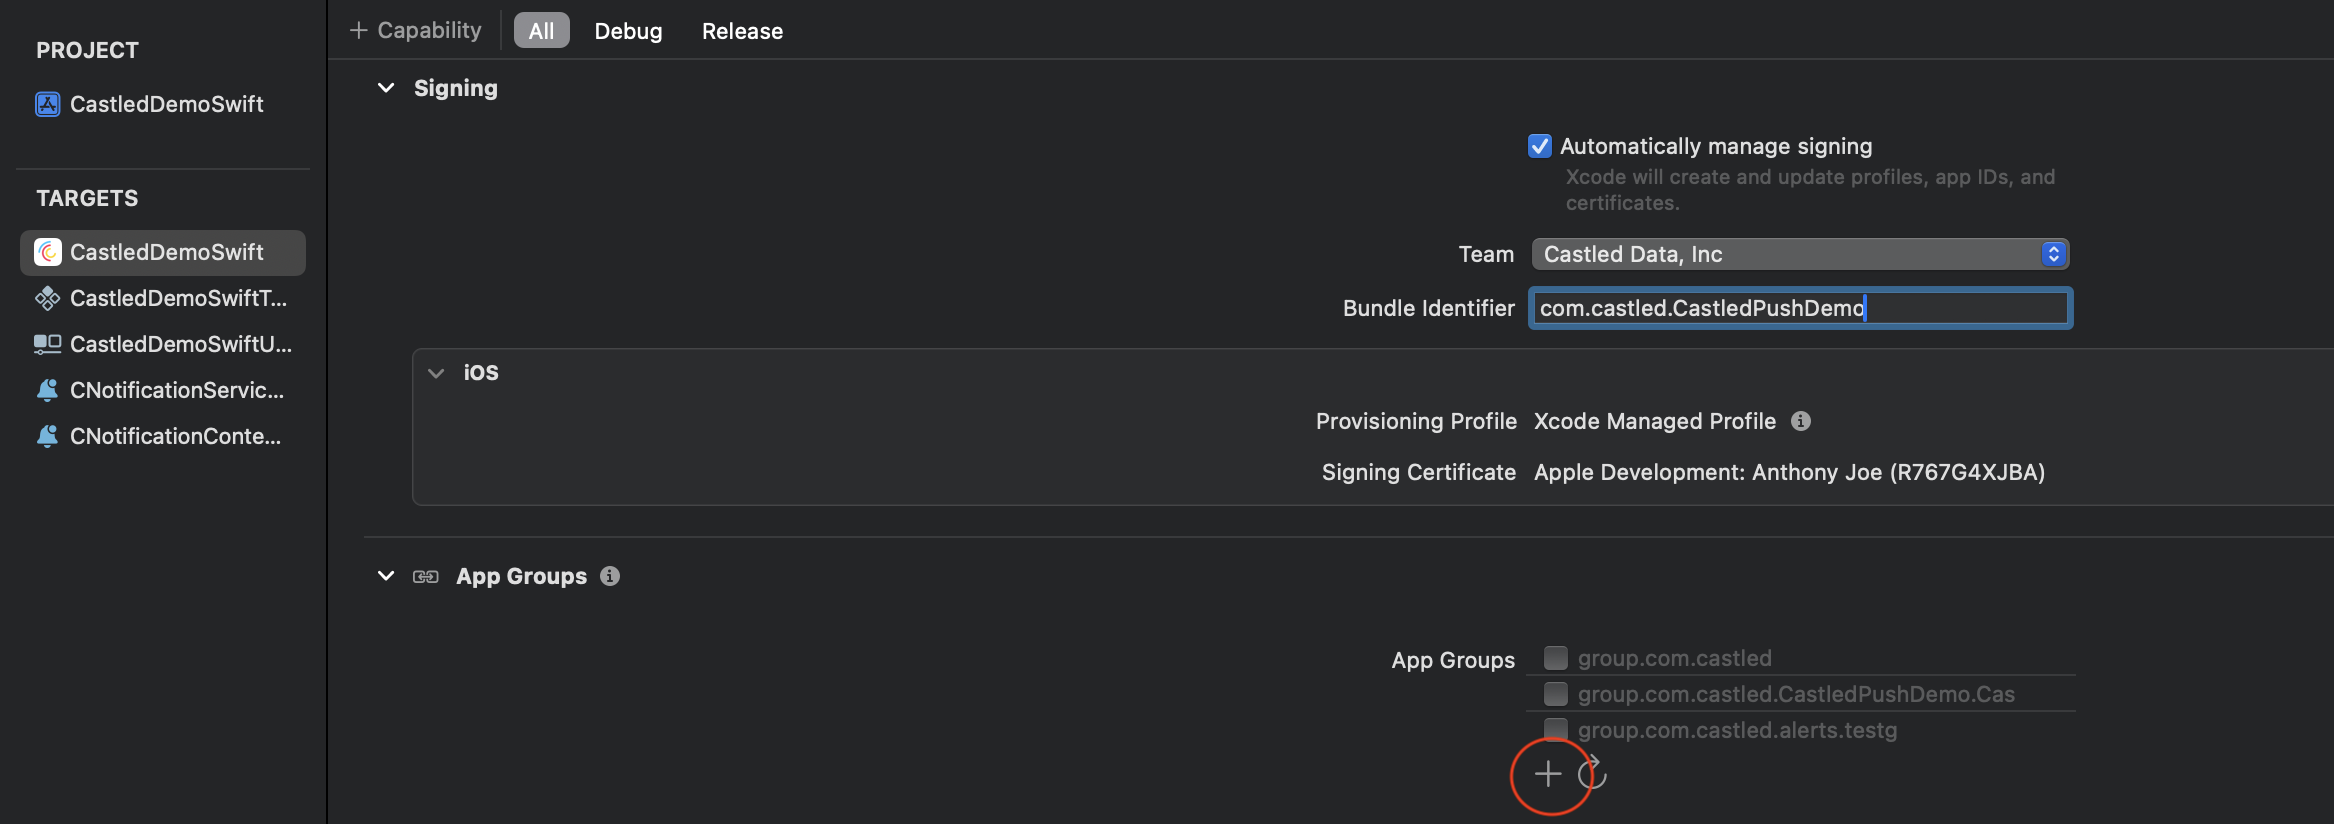 PROJECT
CastledDemoSwift
TARGETS
CastledDemoSwift
CastledDemoSwiftT...
CastledDemoSwiftU...
CNotificationServic...
CNotificationConte...
+ Capability
All
Debug
Release
Signing
Automatically manage signing
Xcode will create and update profiles, app IDs, and
certificates.
Team
Castled Data, Inc
Bundle Identifier
com.castled.CastledPushDemo
iOS
Provisioning Profile
Xcode Managed Profile
Signing Certificate
Apple Development: Anthony Joe (R767G4XJBA)
App Groups
App Groups
group.com.castled
group.com.castled.CastledPushDemo.Cas
group.com.castled.alerts.testg